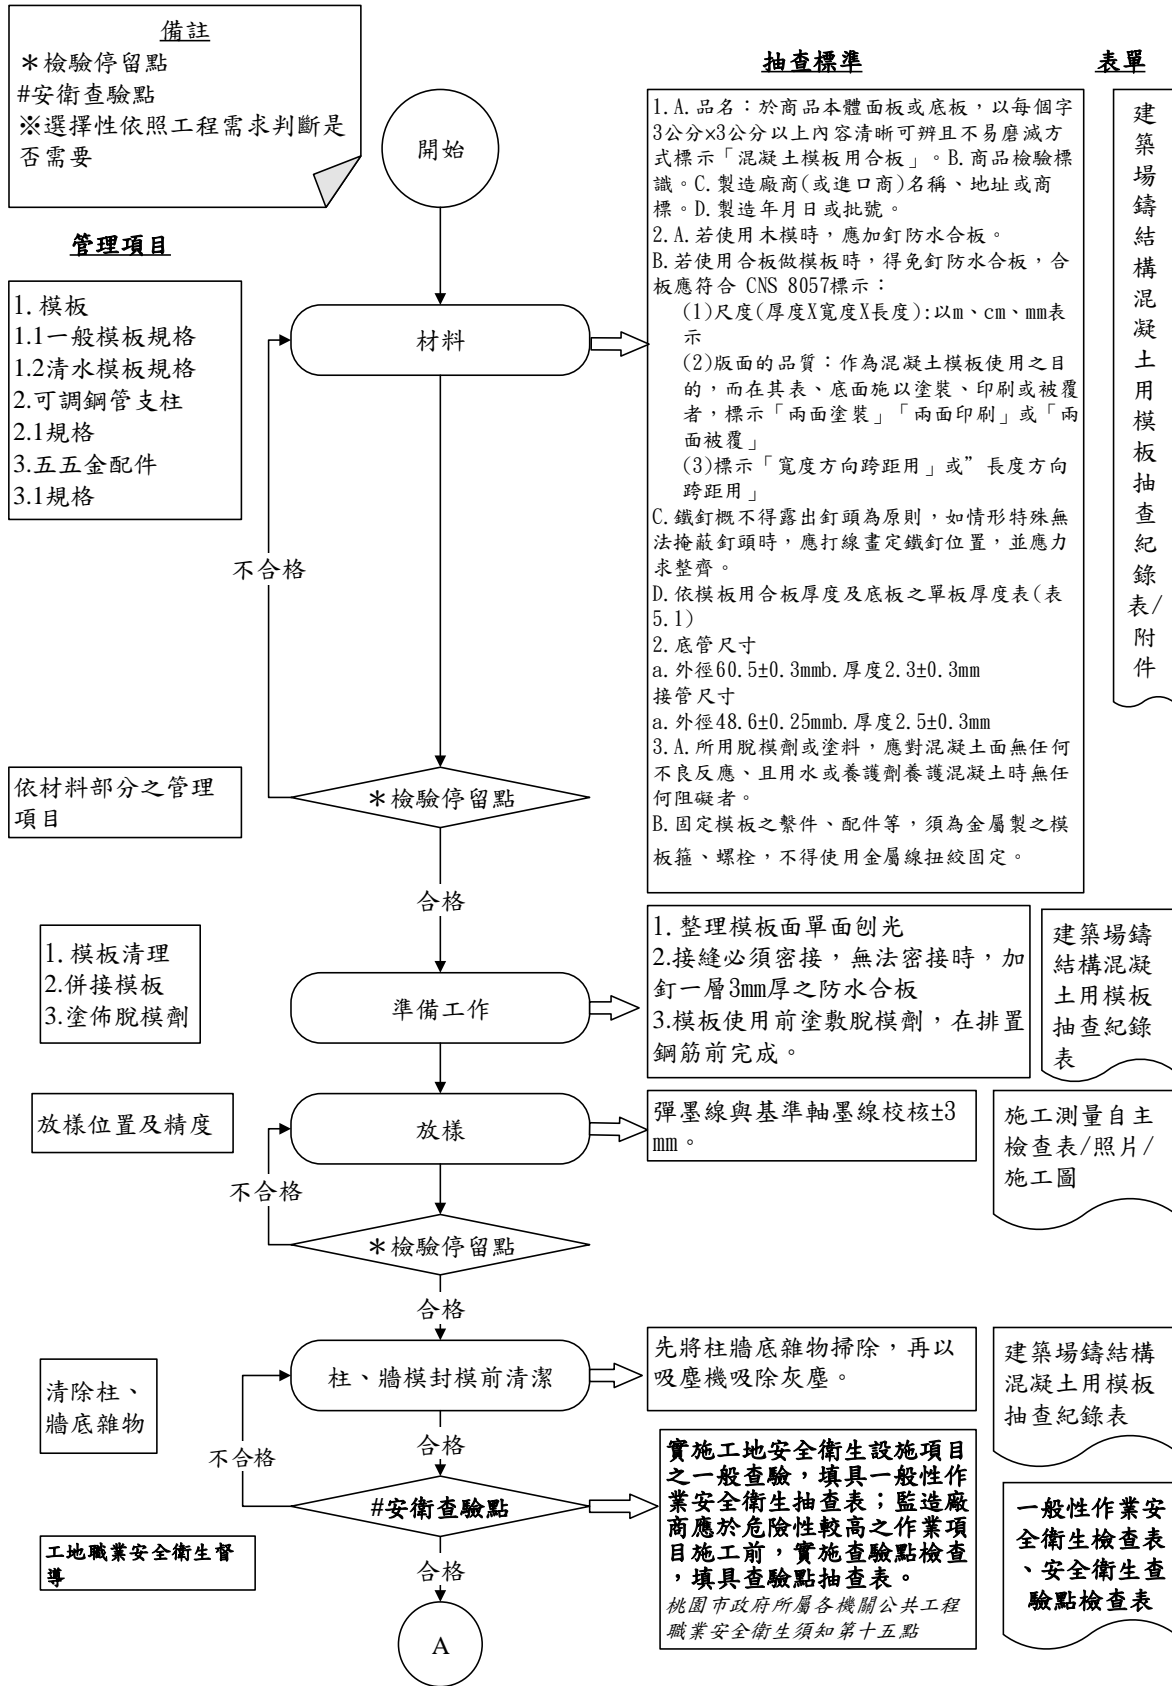 備註
＊檢驗停留點
#安衛查驗點
※選擇性依照工程需求判斷是
否需要
抽查標準
表單
開始
管理項目
1. 模板
1.1一般模板規格
1.2清水模板規格
2.可調鋼管支柱
2.1規格
3.五五金配件
3.1規格
材料
1.A.品名：於商品本體面板或底板，以每個字
3公分×3公分以上內容清晰可辨且不易磨滅方
式標示「混凝土模板用合板」。B.商品檢驗標
識。C.製造廠商(或進口商)名稱、地址或商
標。D.製造年月日或批號。
2.A.若使用木模時，應加釘防水合板。
B.若使用合板做模板時，得免釘防水合板，合
板應符合 CNS 8057標示：
(1)尺度(厚度X寬度X長度):以m、cm、mm表
示
(2)版面的品質：作為混凝土模板使用之目
的，而在其表、底面施以塗裝、印刷或被覆
者，標示「兩面塗裝」「兩面印刷」或「兩
面被覆」
(3)標示「寬度方向跨距用」或”長度方向
跨距用」
C.鐵釘概不得露出釘頭為原則，如情形特殊無
法掩蔽釘頭時，應打線畫定鐵釘位置，並應力
求整齊。
D.依模板用合板厚度及底板之單板厚度表(表
5.1)
2.底管尺寸
a.外徑60.5±0.3mmb.厚度2.3±0.3mm
接管尺寸
a.外徑48.6±0.25mmb.厚度2.5±0.3mm
3.A.所用脫模劑或塗料，應對混凝土面無任何
不良反應、且用水或養護劑養護混凝土時無任
何阻礙者。
B.固定模板之繫件、配件等，須為金屬製之模
板箍、螺栓，不得使用金屬線扭絞固定。
建
築
場
鑄
結
構
混
凝
土
用
模
板
抽
查
紀
錄
表/
附
件
不合格
依材料部分之管理
項目
＊檢驗停留點
合格
1. 模板清理
2.併接模板
3.塗佈脫模劑
準備工作
1. 整理模板面單面刨光
2.接縫必須密接，無法密接時，加
釘一層3mm厚之防水合板
3.模板使用前塗敷脫模劑，在排置
鋼筋前完成。
建築場鑄
結構混凝
土用模板
抽查紀錄
表
放樣位置及精度
放樣
彈墨線與基準軸墨線校核±3
mm。
施工測量自主
檢查表/照片/
施工圖
不合格
＊檢驗停留點
合格
清除柱、
牆底雜物
柱、牆模封模前清潔
先將柱牆底雜物掃除，再以
吸塵機吸除灰塵。
建築場鑄結構
混凝土用模板
抽查紀錄表
不合格
合格
#安衛查驗點
實施工地安全衛生設施項目
之一般查驗，填具一般性作
業安全衛生抽查表；監造廠
商應於危險性較高之作業項
目施工前，實施查驗點檢查
，填具查驗點抽查表。
桃園市政府所屬各機關公共工程
職業安全衛生須知第十五點
一般性作業安
全衛生檢查表
、安全衛生查
驗點檢查表
工地職業安全衛生督
導
合格
A